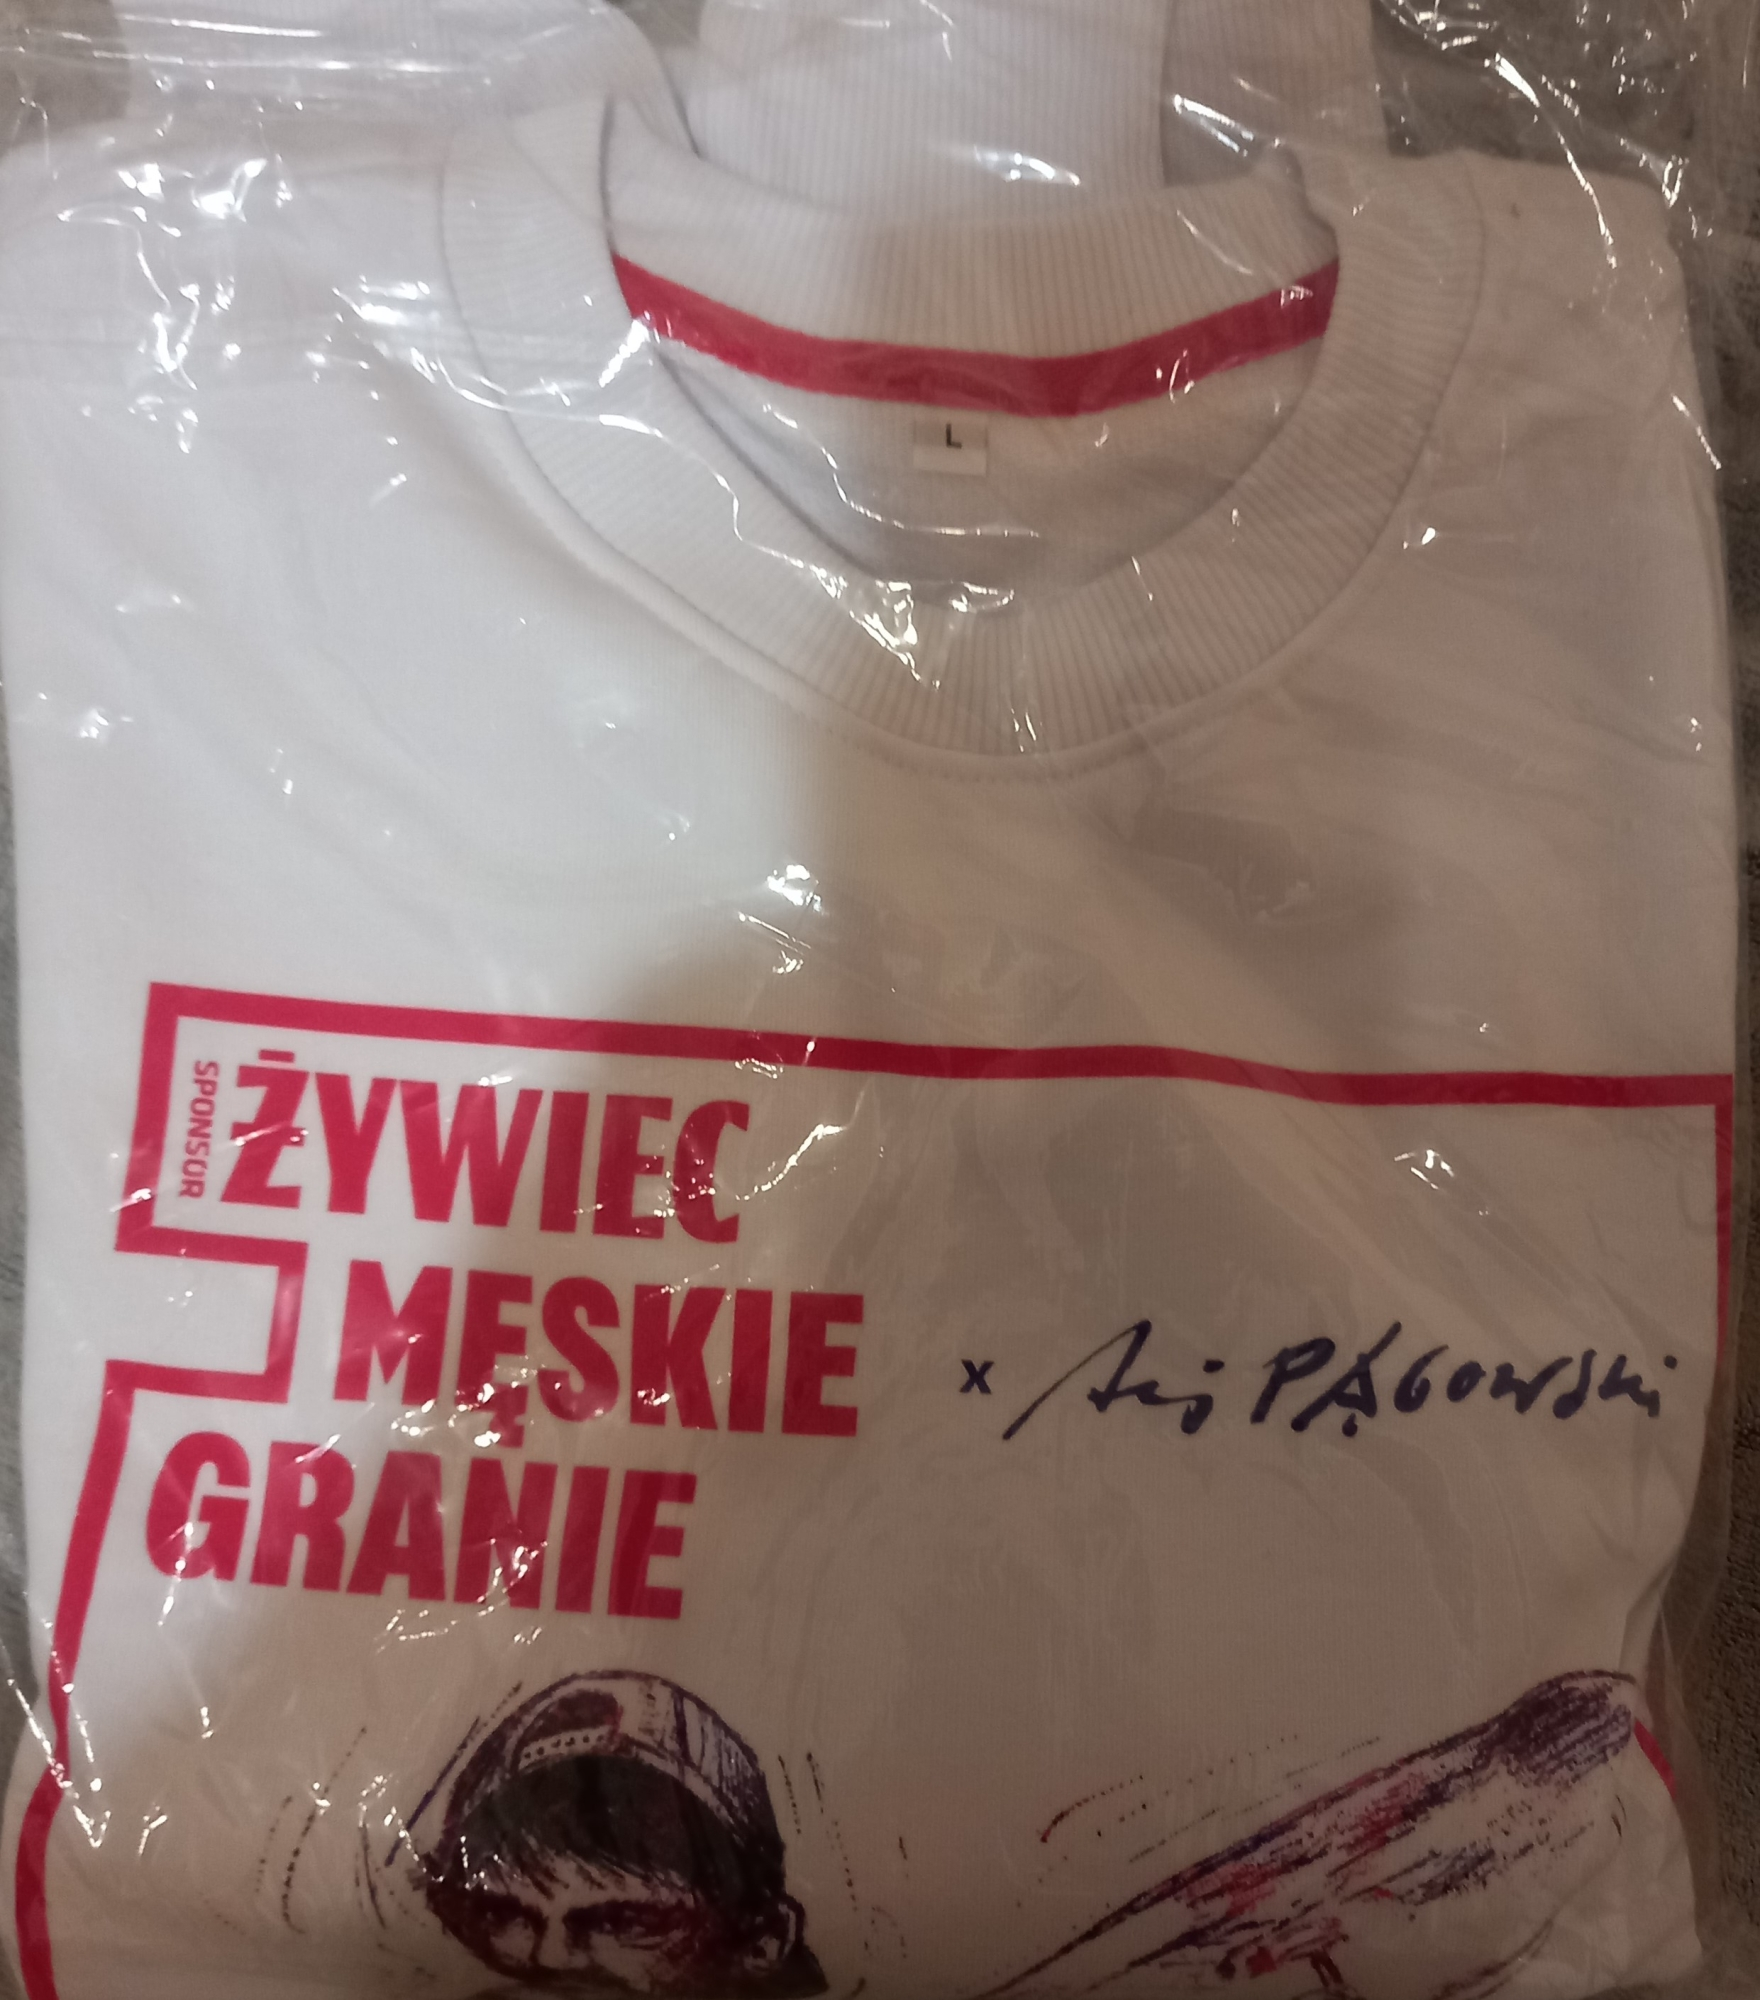 L
SPONSOR
ŻYWIEC
MĘSKIE
GRANIE
x Andrzej PĄGOWSKI